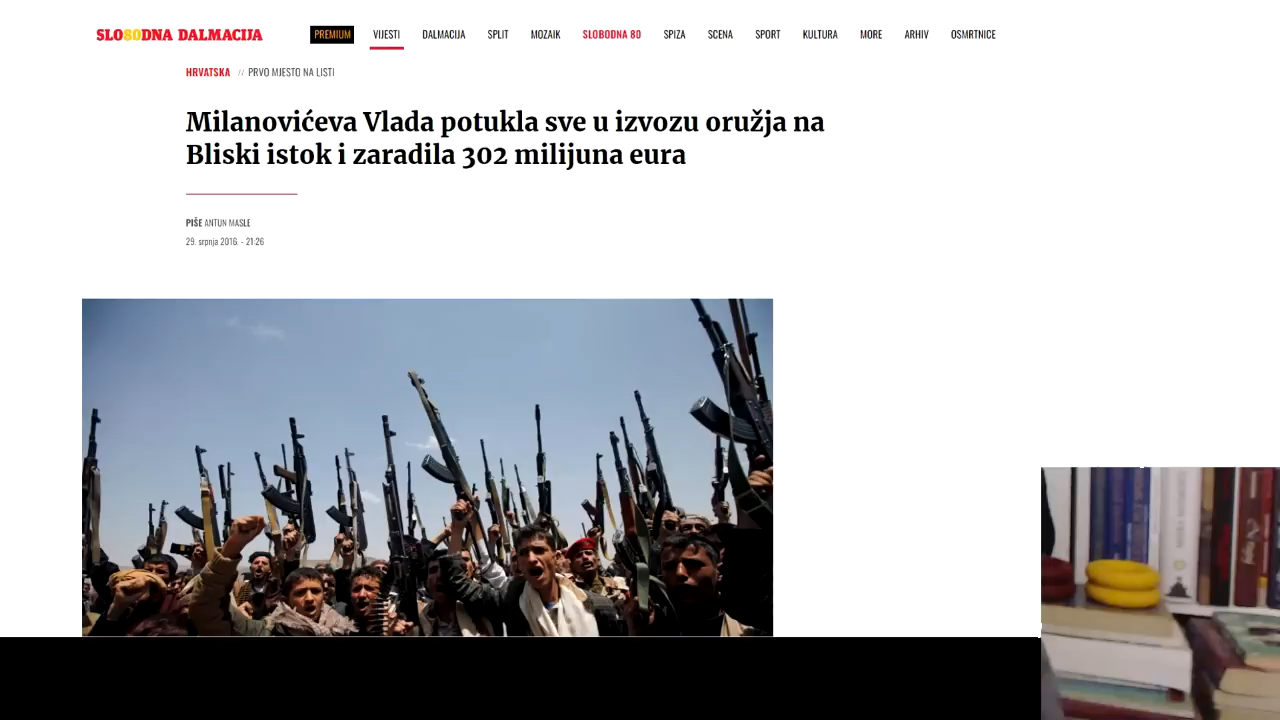 SLOBODNA DALMACIJA
PREMIUM VIJESTI DALMACIJA SPLIT MOZAIK SLOBODNA 80 SPIZA SCENA SPORT KULTURA MORE ARHIV OSMRTNICE
HRVATSKA // PRVO MJESTO NA LISTI
Milanovićeva Vlada potukla sve u izvozu oružja na
Bliski istok i zaradila 302 milijuna eura
PIŠE ANTUN MASLE
29. srpnja 2016. - 21:26